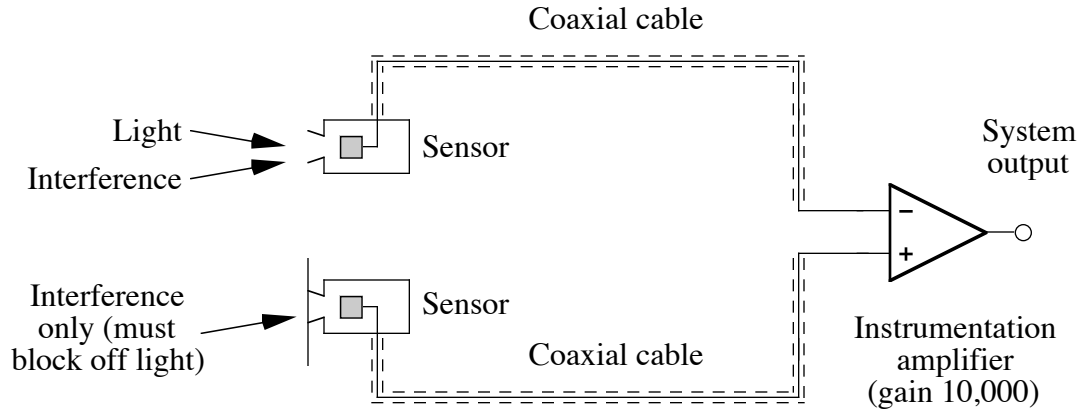 Coaxial cable
Light
Interference
Sensor
System
output
−
+
Interference
only (must
block off light)
Sensor
Coaxial cable
Instrumentation
amplifier
(gain 10,000)